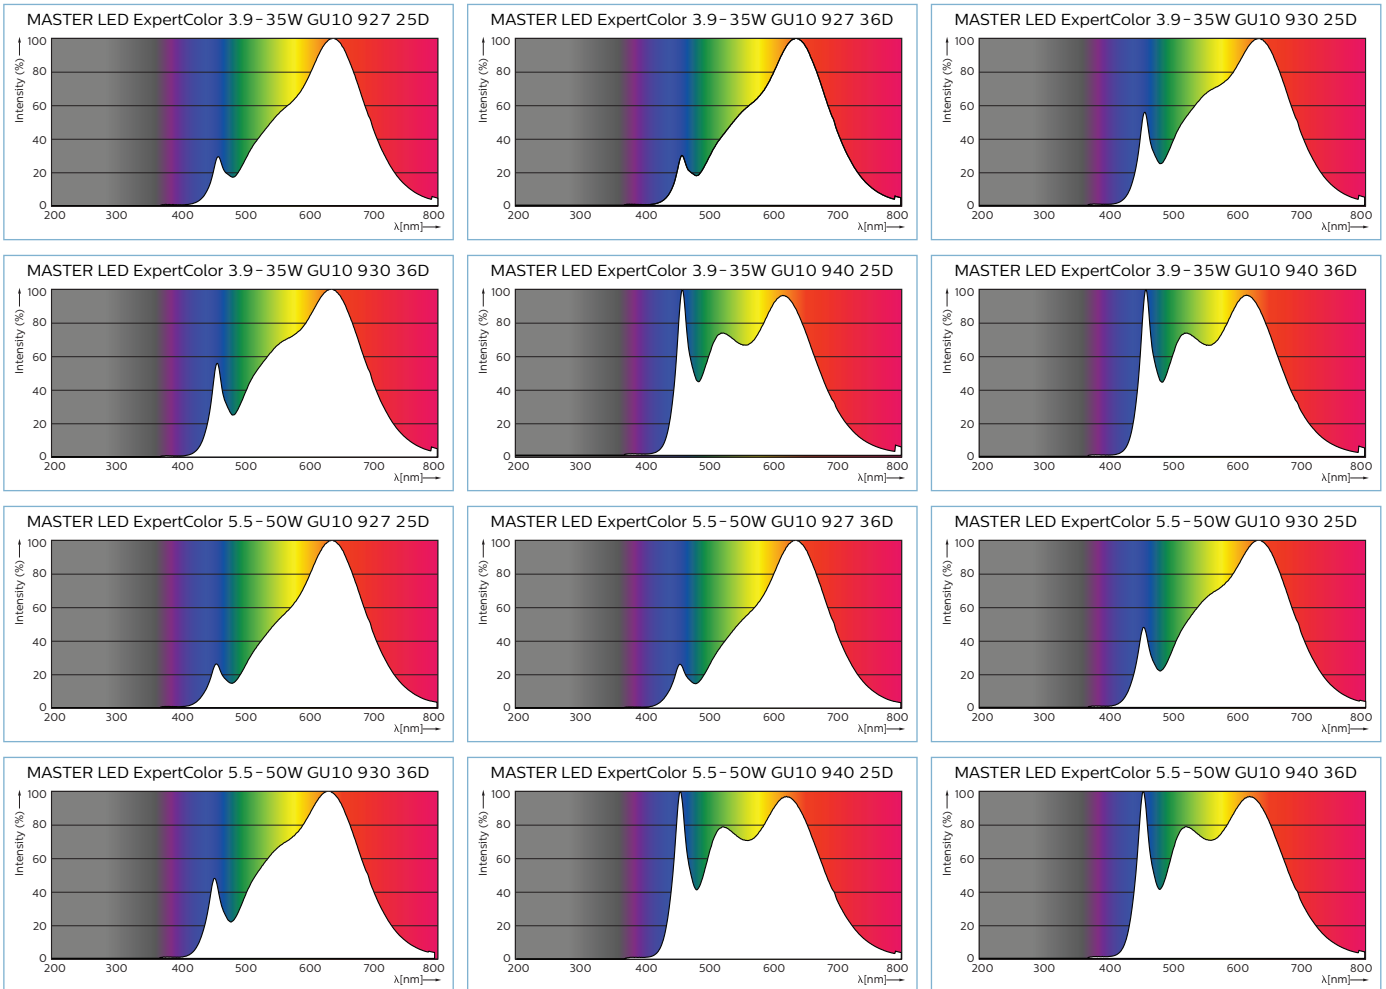 MASTER LED ExpertColor 3.9-35W GU10 927 25D
Intensity (%)
100
80
60
40
20
0
200 300 400 500 600 700 800
λ[nm]
MASTER LED ExpertColor 3.9-35W GU10 927 36D
Intensity (%)
100
80
60
40
20
0
200 300 400 500 600 700 800
λ[nm]
MASTER LED ExpertColor 3.9-35W GU10 930 25D
Intensity (%)
100
80
60
40
20
0
200 300 400 500 600 700 800
λ[nm]
MASTER LED ExpertColor 3.9-35W GU10 930 36D
Intensity (%)
100
80
60
40
20
0
200 300 400 500 600 700 800
λ[nm]
MASTER LED ExpertColor 3.9-35W GU10 940 25D
Intensity (%)
100
80
60
40
20
0
200 300 400 500 600 700 800
λ[nm]
MASTER LED ExpertColor 3.9-35W GU10 940 36D
Intensity (%)
100
80
60
40
20
0
200 300 400 500 600 700 800
λ[nm]
MASTER LED ExpertColor 5.5-50W GU10 927 25D
Intensity (%)
100
80
60
40
20
0
200 300 400 500 600 700 800
λ[nm]
MASTER LED ExpertColor 5.5-50W GU10 927 36D
Intensity (%)
100
80
60
40
20
0
200 300 400 500 600 700 800
λ[nm]
MASTER LED ExpertColor 5.5-50W GU10 930 25D
Intensity (%)
100
80
60
40
20
0
200 300 400 500 600 700 800
λ[nm]
MASTER LED ExpertColor 5.5-50W GU10 930 36D
Intensity (%)
100
80
60
40
20
0
200 300 400 500 600 700 800
λ[nm]
MASTER LED ExpertColor 5.5-50W GU10 940 25D
Intensity (%)
100
80
60
40
20
0
200 300 400 500 600 700 800
λ[nm]
MASTER LED ExpertColor 5.5-50W GU10 940 36D
Intensity (%)
100
80
60
40
20
0
200 300 400 500 600 700 800
λ[nm]